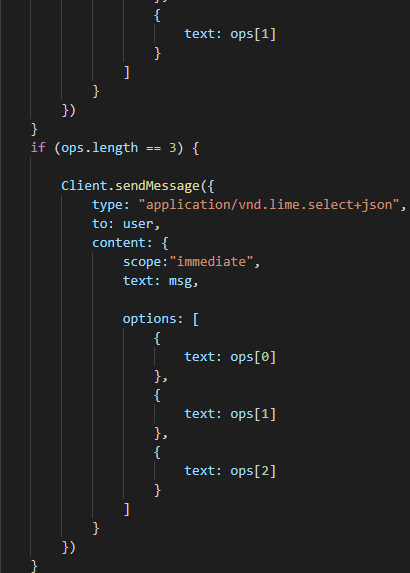 {
text: ops[1]
}
]
}
})
}
if (ops.length == 3) {
Client.sendMessage({
type: "application/vnd.lime.select+json",
to: user,
content: {
scope:"immediate",
text: msg,
options: [
{
text: ops[0]
},
{
text: ops[1]
},
{
text: ops[2]
}
]
}
})
}